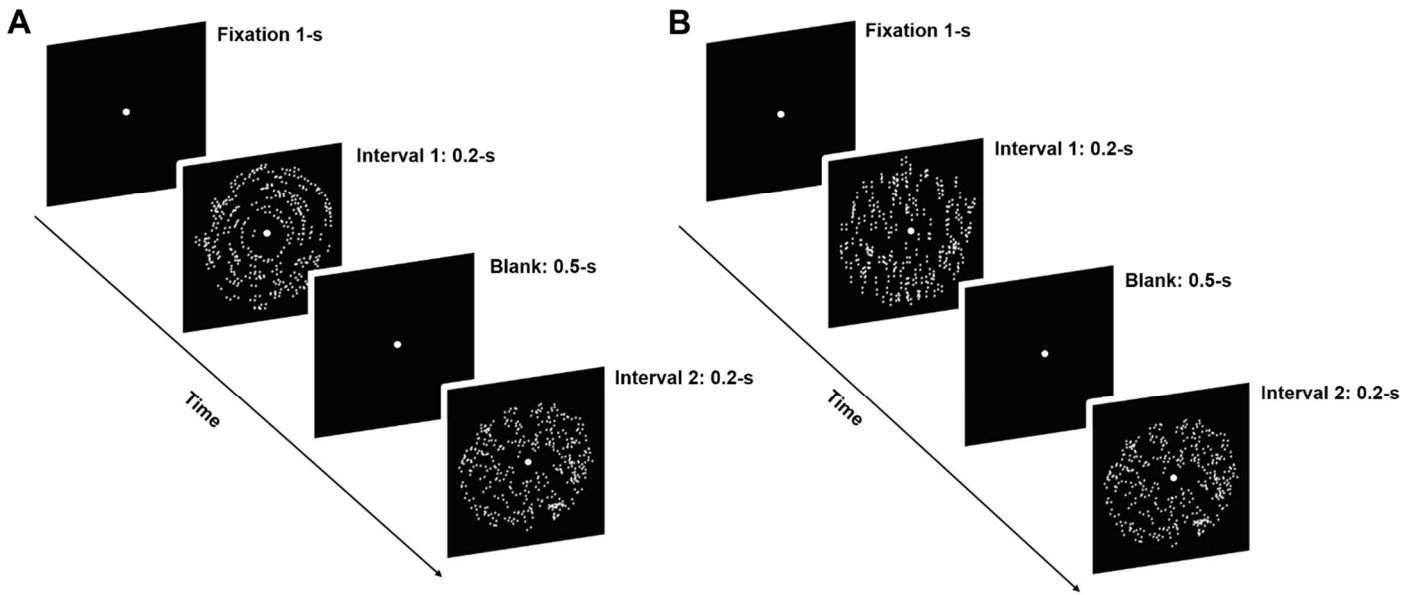 A
Fixation 1-s
Interval 1: 0.2-s
Blank: 0.5-s
Interval 2: 0.2-s
Time
B
Fixation 1-s
Interval 1: 0.2-s
Blank: 0.5-s
Interval 2: 0.2-s
Time